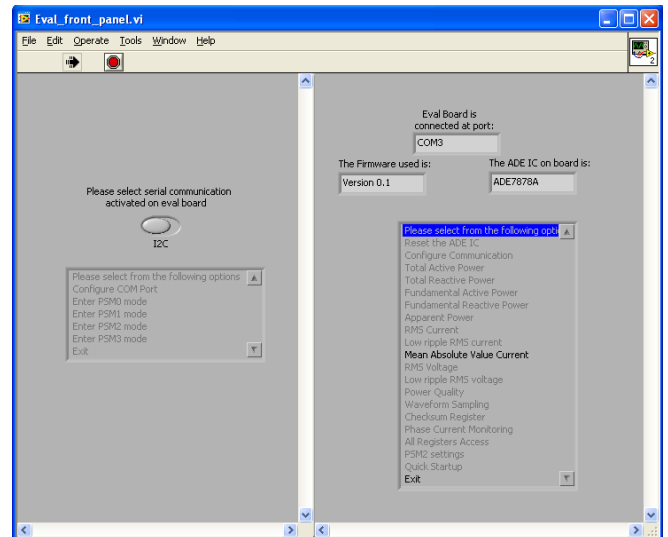 Eval_front_panel.vi
File Edit Operate Tools Window Help
2
Please select serial communication
activated on eval board
I2C
Please select from the following options
Configure COM Port
Enter PSM0 mode
Enter PSM1 mode
Enter PSM2 mode
Enter PSM3 mode
Exit
Eval Board is
connected at port:
COM3
The Firmware used is:
Version 0.1
The ADE IC on board is:
ADE7878A
Please select from the following opti
Reset the ADE IC
Configure Communication
Total Active Power
Total Reactive Power
Fundamental Active Power
Fundamental Reactive Power
Apparent Power
RMS Current
Low ripple RMS current
Mean Absolute Value Current
RMS Voltage
Low ripple RMS voltage
Power Quality
Waveform Sampling
Checksum Register
Phase Current Monitoring
All Registers Access
PSM2 settings
Quick Startup
Exit